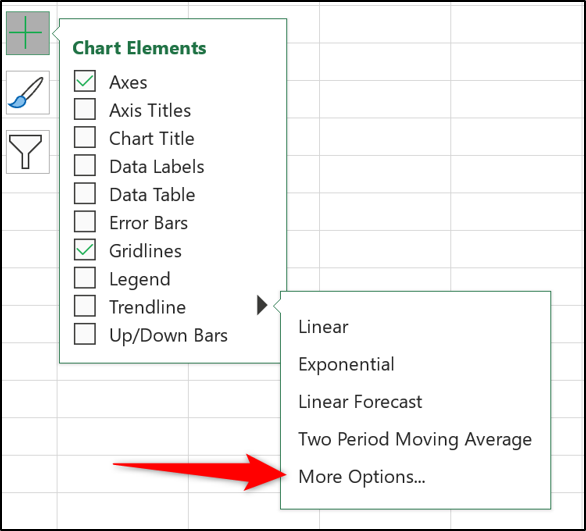 Chart Elements
Axes
Axis Titles
Chart Title
Data Labels
Data Table
Error Bars
Gridlines
Legend
Trendline
Up/Down Bars
Linear
Exponential
Linear Forecast
Two Period Moving Average
More Options...